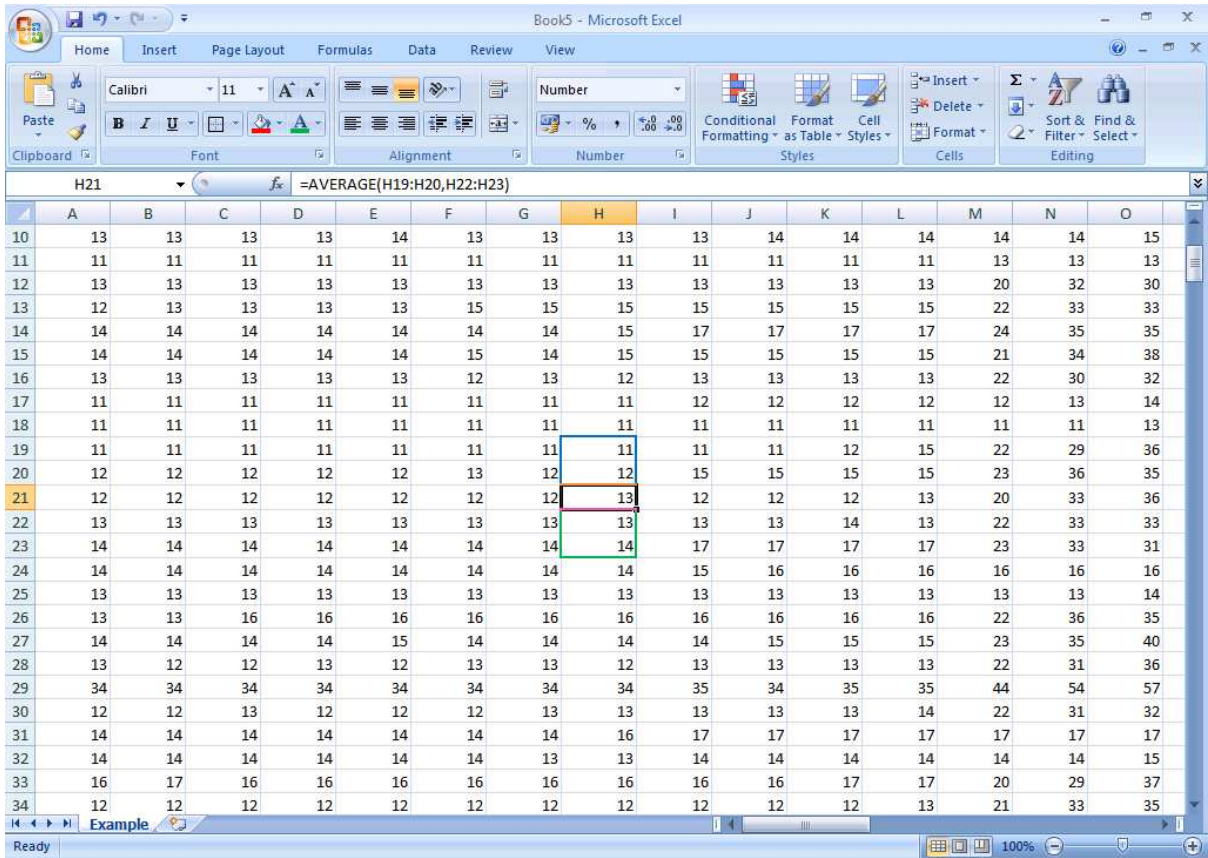 Book5 - Microsoft Excel
Home Insert Page Layout Formulas Data Review View
Calibri 11 A A Number Insert Σ
Paste B I U A % , .00 .0 Conditional Formatting Format as Table Cell Styles Delete Format Sort & Filter Find & Select
Clipboard Font Alignment Number Styles Cells Editing
H21 fx =AVERAGE(H19:H20,H22:H23)
A B C D E F G H I J K L M N O
10 13 13 13 13 14 13 13 13 13 14 14 14 14 14 15
11 11 11 11 11 11 11 11 11 11 11 11 11 13 13 13
12 13 13 13 13 13 13 13 13 13 13 13 13 20 32 30
13 12 13 13 13 13 15 15 15 15 15 15 15 22 33 33
14 14 14 14 14 14 14 14 15 17 17 17 17 24 35 35
15 14 14 14 14 14 15 14 15 15 15 15 15 21 34 38
16 13 13 13 13 13 12 13 12 13 13 13 13 22 30 32
17 11 11 11 11 11 11 11 11 12 12 12 12 12 13 14
18 11 11 11 11 11 11 11 11 11 11 11 11 11 11 13
19 11 11 11 11 11 11 11 11 11 11 12 15 22 29 36
20 12 12 12 12 12 13 12 12 15 15 15 15 23 36 35
21 12 12 12 12 12 12 12 13 12 12 12 13 20 33 36
22 13 13 13 13 13 13 13 13 13 13 14 13 22 33 33
23 14 14 14 14 14 14 14 14 17 17 17 17 23 33 31
24 14 14 14 14 14 14 14 14 15 16 16 16 16 16 16
25 13 13 13 13 13 13 13 13 13 13 13 13 13 13 14
26 13 13 16 16 16 16 16 16 16 16 16 16 22 36 35
27 14 14 14 14 15 14 14 14 14 15 15 15 23 35 40
28 13 12 12 13 12 13 13 12 13 13 13 13 22 31 36
29 34 34 34 34 34 34 34 34 35 34 35 35 44 54 57
30 12 12 13 12 12 12 13 13 13 13 13 14 22 31 32
31 14 14 14 14 14 14 14 16 17 17 17 17 17 17 17
32 14 14 14 14 14 14 13 13 14 14 14 14 14 14 15
33 16 17 16 16 16 16 16 16 16 16 17 17 20 29 37
34 12 12 12 12 12 12 12 12 12 12 12 13 21 33 35
Example
Ready 100%